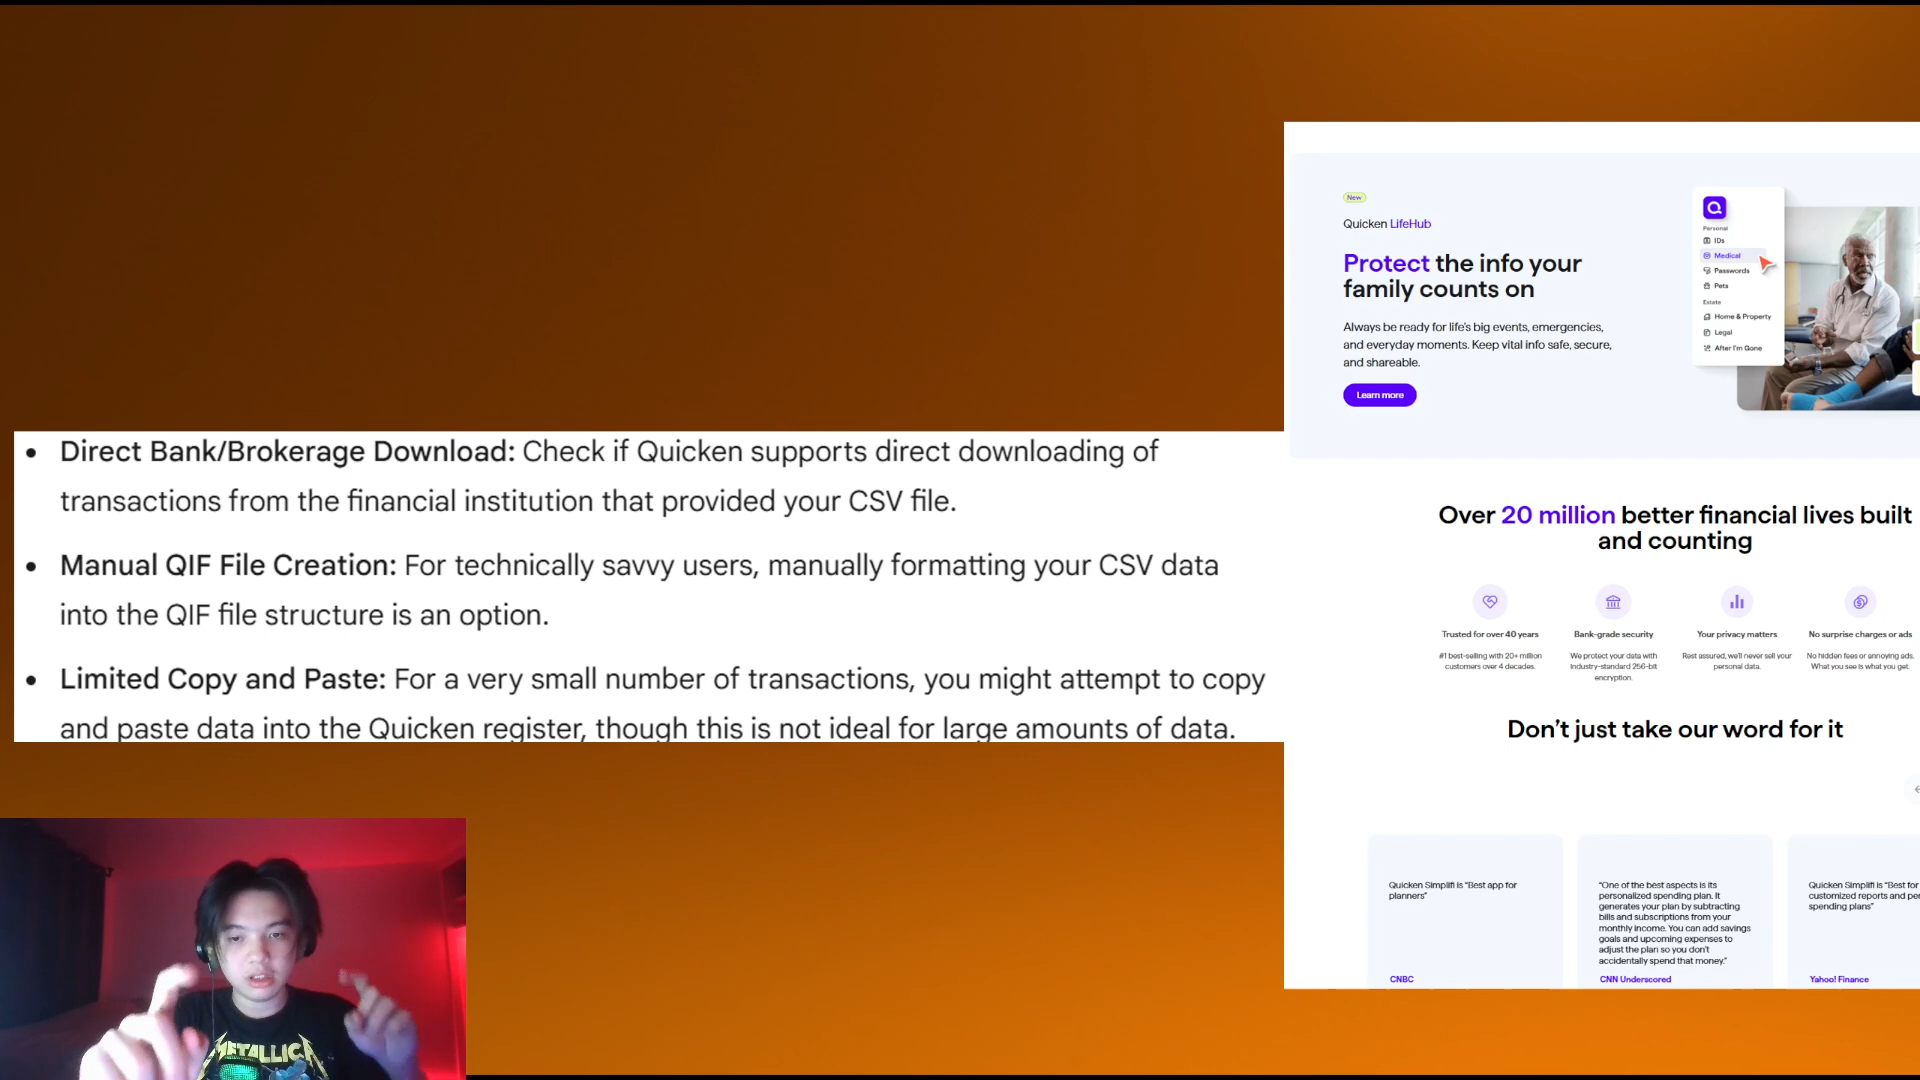 • Direct Bank/Brokerage Download: Check if Quicken supports direct downloading of
transactions from the financial institution that provided your CSV file.
• Manual QIF File Creation: For technically savvy users, manually formatting your CSV data
into the QIF file structure is an option.
• Limited Copy and Paste: For a very small number of transactions, you might attempt to copy
and paste data into the Quicken register, though this is not ideal for large amounts of data.
New
Quicken LifeHub
Protect the info your
family counts on
Always be ready for life's big events, emergencies,
and everyday moments. Keep vital info safe, secure,
and shareable.
Learn more
Personal
IDs
Medical
Passwords
Pets
Estate
Home & Property
Legal
After I'm Gone
Over 20 million better financial lives built
and counting
Trusted for over 40 years
#1 best-selling with 20+ million
customers over 4 decades.
Bank-grade security
We protect your data with
industry-standard 256-bit
encryption.
Your privacy matters
Rest assured, we'll never sell your
personal data.
No surprise charges or ads
No hidden fees or annoying ads.
What you see is what you get.
Don't just take our word for it
Quicken Simplifi is "Best app for
planners"
CNBC
"One of the best aspects is its
personalized spending plan. It
generates your plan by subtracting
bills and subscriptions from your
monthly income. You can add savings
goals and upcoming expenses to
adjust the plan so you don't
accidentally spend that money."
CNN Underscored
Quicken Simplifi is "Best for
customized reports and
spending plans"
Yahoo! Finance
METALLICA